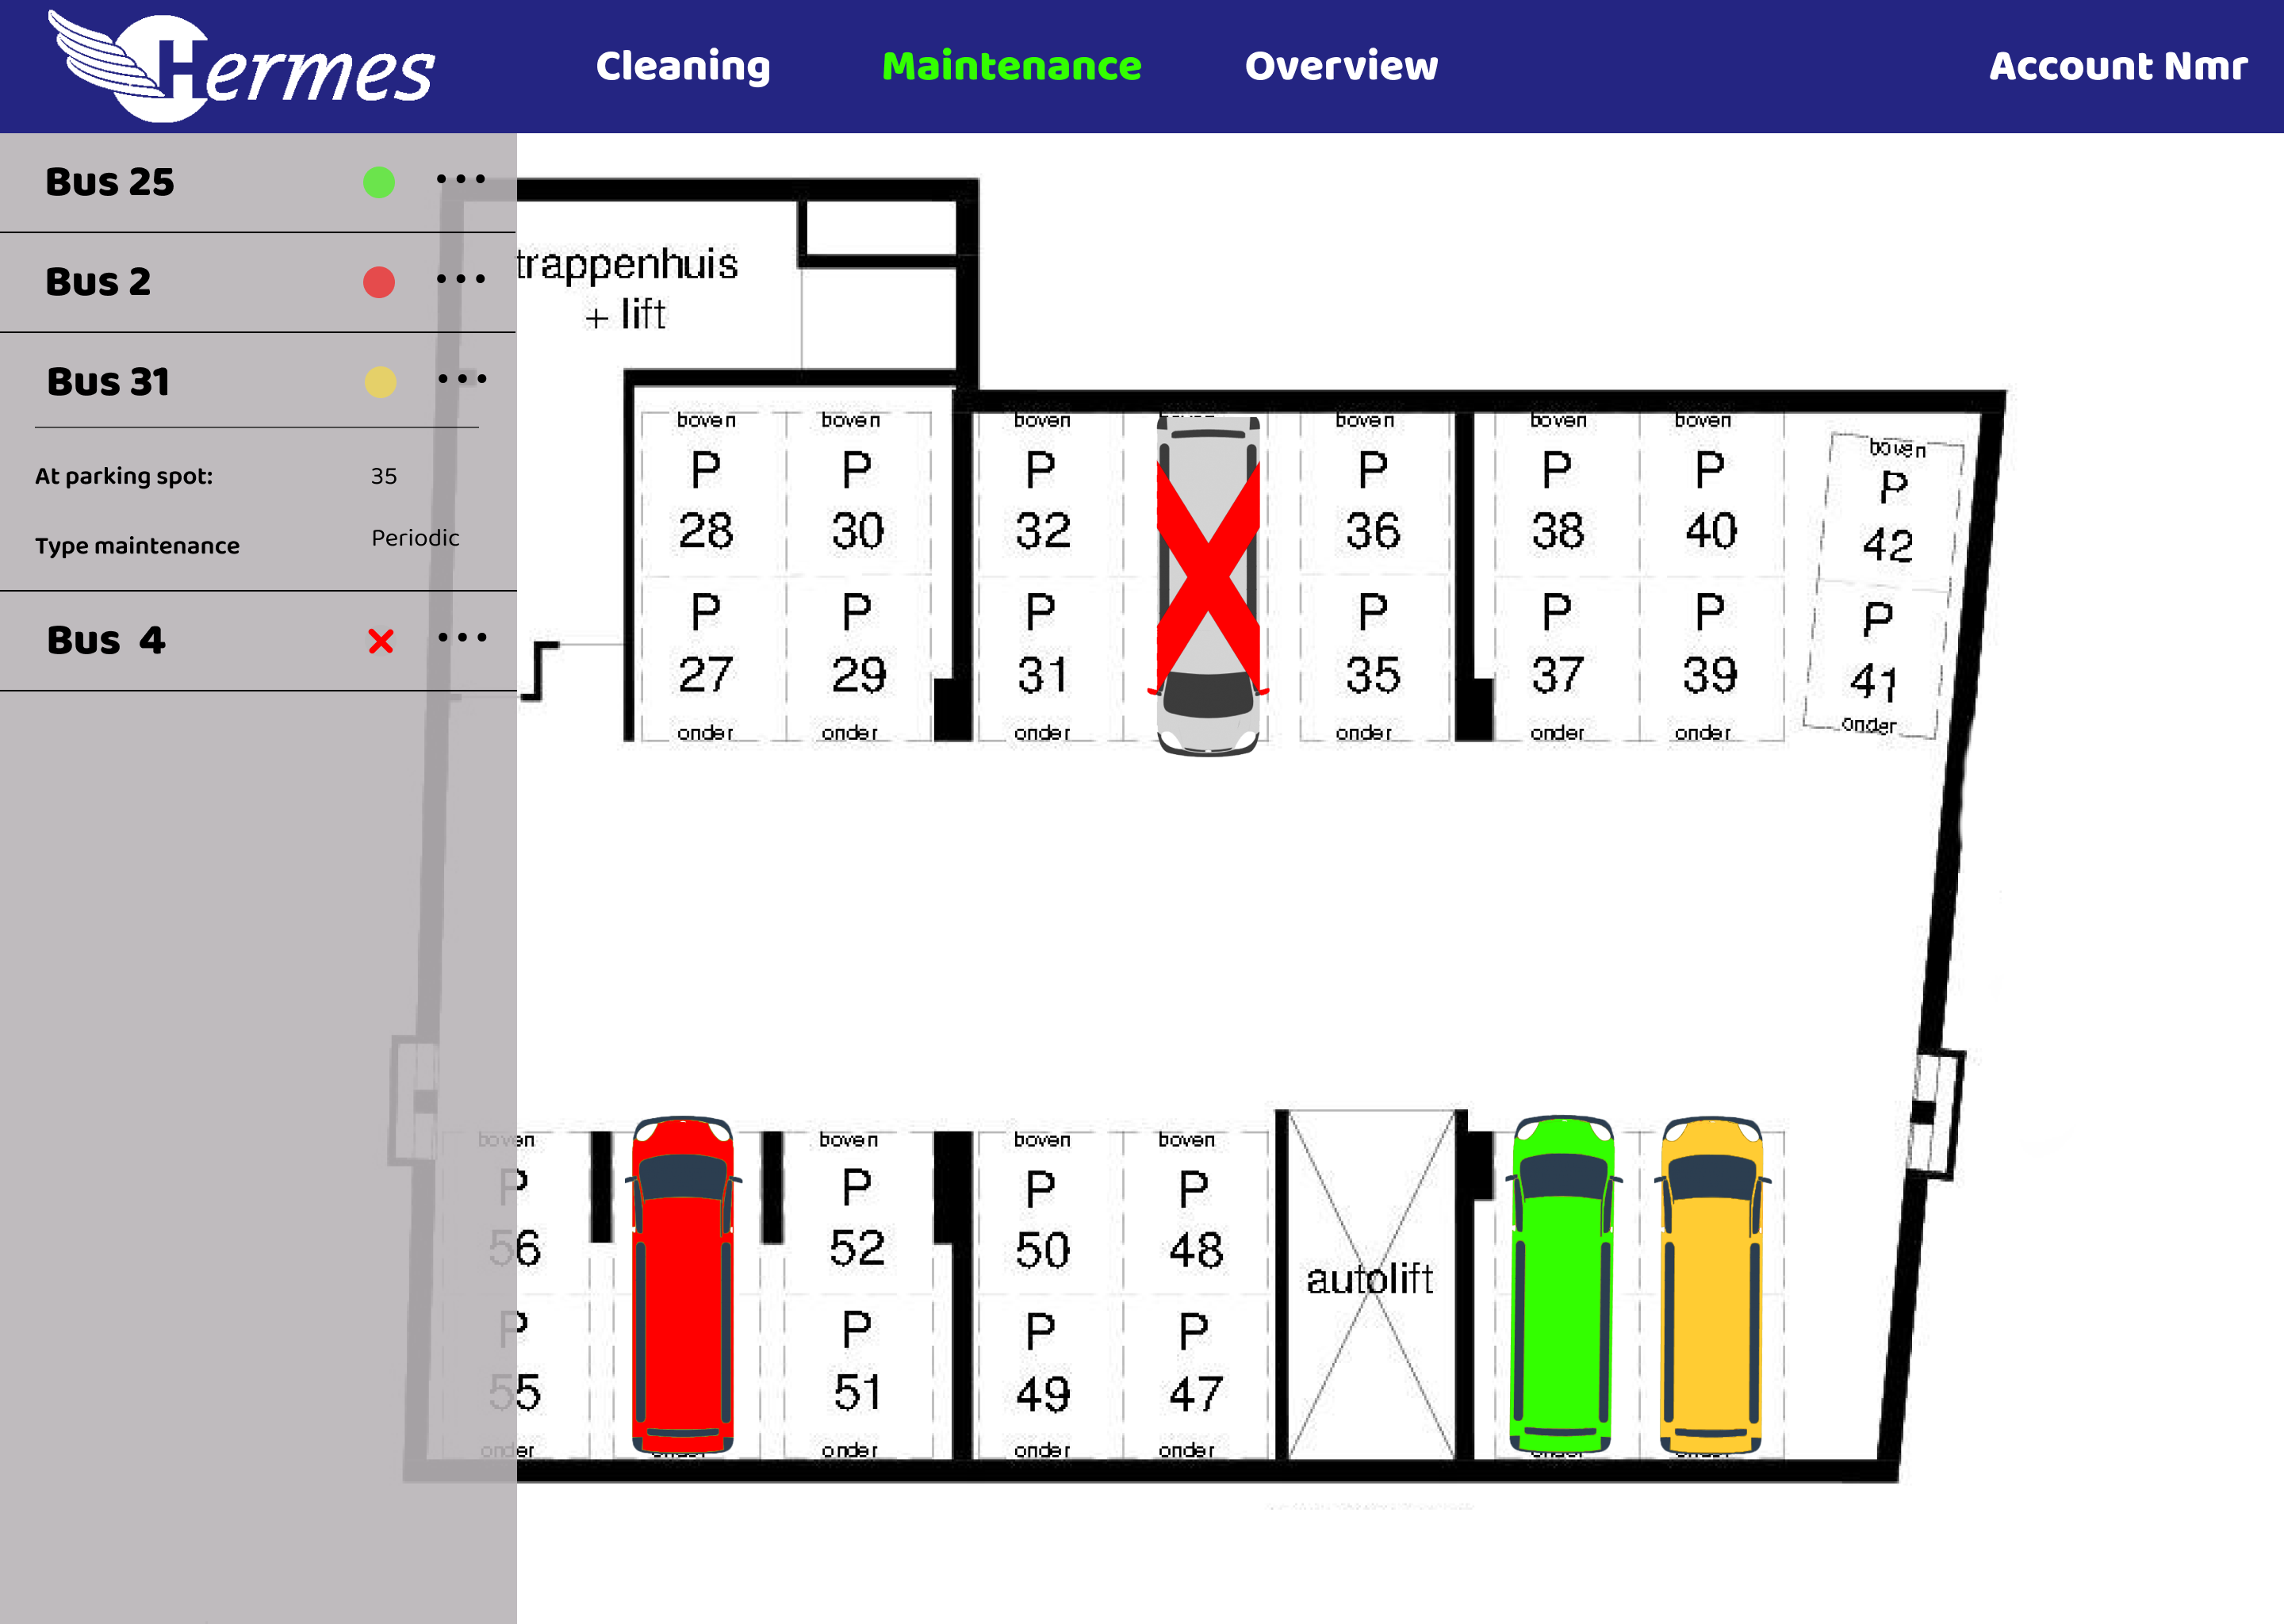 Hermes
Cleaning
Maintenance
Overview
Account Nmr
Bus 25
Bus 2
Bus 31
At parking spot:
35
Type maintenance
Periodic
Bus 4
trappenhuis
+ lift
boven boven boven boven boven boven boven
P P P P P P P
28 30 32 36 38 40 42
P P P P P P P
27 29 31 35 37 39 41
onder onder onder onder onder onder onder
boven boven boven boven
P P P P
56 52 50 48
autolift
P P P P
55 51 49 47
onder onder onder onder